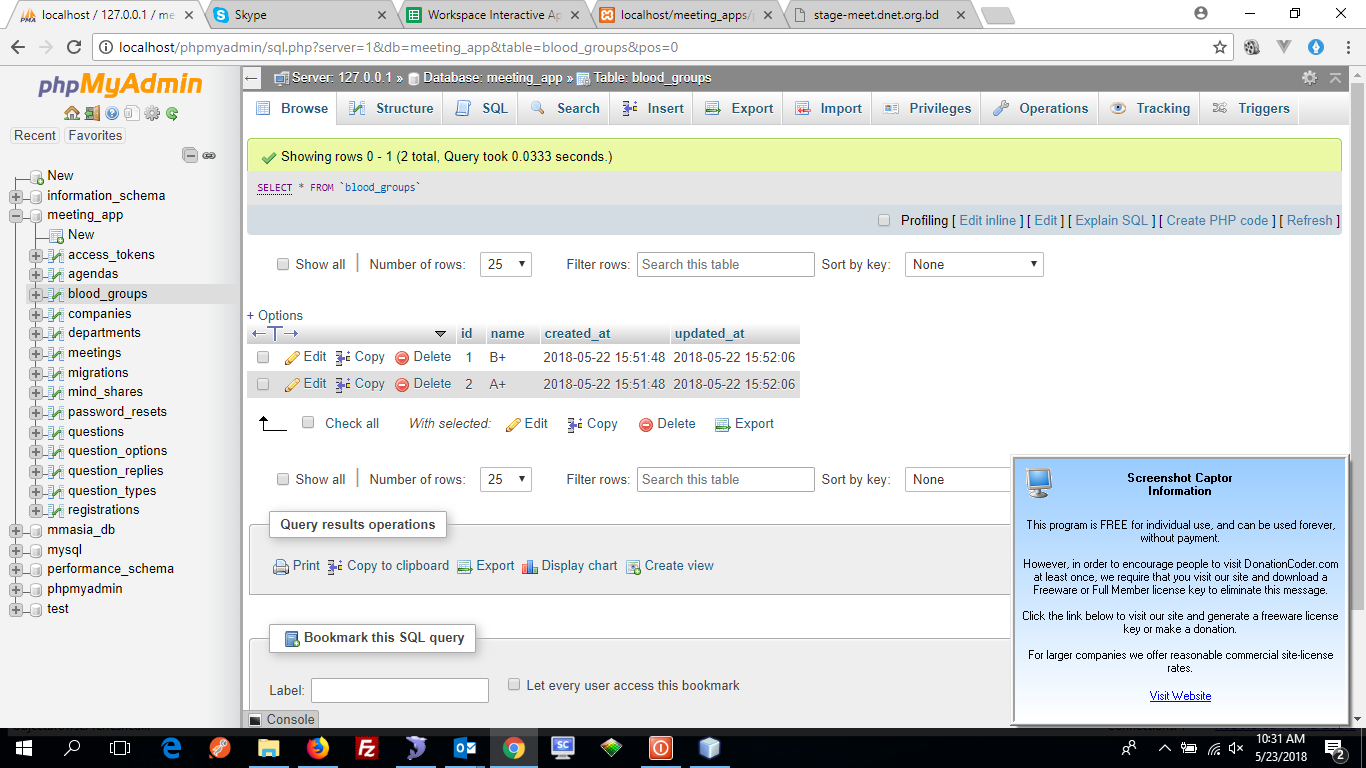 localhost / 127.0.0.1 / me
Skype
Workspace Interactive Ap
localhost/meeting_apps/p
stage-meet.dnet.org.bd
localhost/phpmyadmin/sql.php?server=1&db=meeting_app&table=blood_groups&pos=0
phpMyAdmin
Recent Favorites
New
information_schema
meeting_app
New
access_tokens
agendas
blood_groups
companies
departments
meetings
migrations
mind_shares
password_resets
questions
question_options
question_replies
question_types
registrations
mmasia_db
mysql
performance_schema
phpmyadmin
test
Server: 127.0.0.1 » Database: meeting_app » Table: blood_groups
Browse Structure SQL Search Insert Export Import Privileges Operations Tracking Triggers
Showing rows 0 - 1 (2 total, Query took 0.0333 seconds.)
SELECT * FROM `blood_groups`
Profiling [ Edit inline ] [ Edit ] [ Explain SQL ] [ Create PHP code ] [ Refresh ]
Show all | Number of rows: 25 Filter rows: Search this table Sort by key: None
+ Options
id name created_at updated_at
Edit Copy Delete 1 B+ 2018-05-22 15:51:48 2018-05-22 15:52:06
Edit Copy Delete 2 A+ 2018-05-22 15:51:48 2018-05-22 15:52:06
Check all With selected: Edit Copy Delete Export
Show all | Number of rows: 25 Filter rows: Search this table Sort by key: None
Query results operations
Print Copy to clipboard Export Display chart Create view
Bookmark this SQL query
Label: Let every user access this bookmark
Console
Screenshot Captor
Information
This program is FREE for individual use, and can be used forever,
without payment.
However, in order to encourage people to visit DonationCoder.com
at least once, we require that you visit our site and download a
Freeware or Full Member license key to eliminate this message.
Click the link below to visit our site and generate a freeware license
key or make a donation.
For larger companies we offer reasonable commercial site-license
rates.
Visit Website
SC
10:31 AM
5/23/2018
2